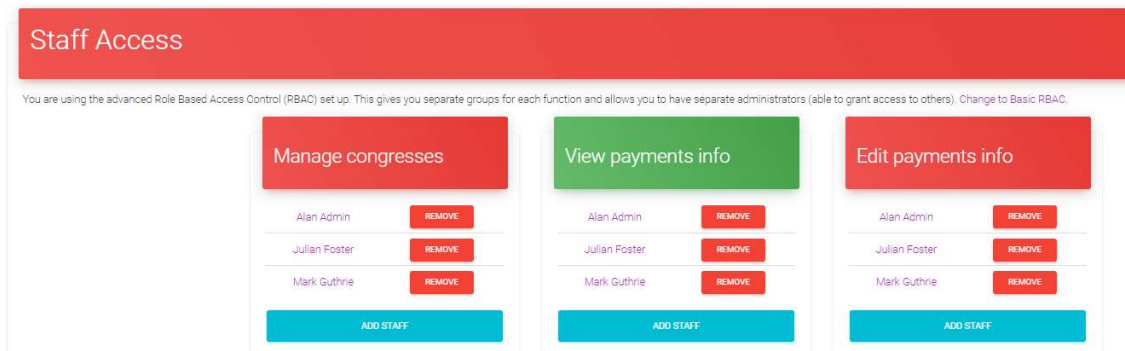 Staff Access
You are using the advanced Role Based Access Control (RBAC) set up. This gives you separate groups for each function and allows you to have separate administrators (able to grant access to others). Change to Basic RBAC.
Manage congresses
Alan Admin REMOVE
Julian Foster REMOVE
Mark Guthrie REMOVE
ADD STAFF
View payments info
Alan Admin REMOVE
Julian Foster REMOVE
Mark Guthrie REMOVE
ADD STAFF
Edit payments info
Alan Admin REMOVE
Julian Foster REMOVE
Mark Guthrie REMOVE
ADD STAFF